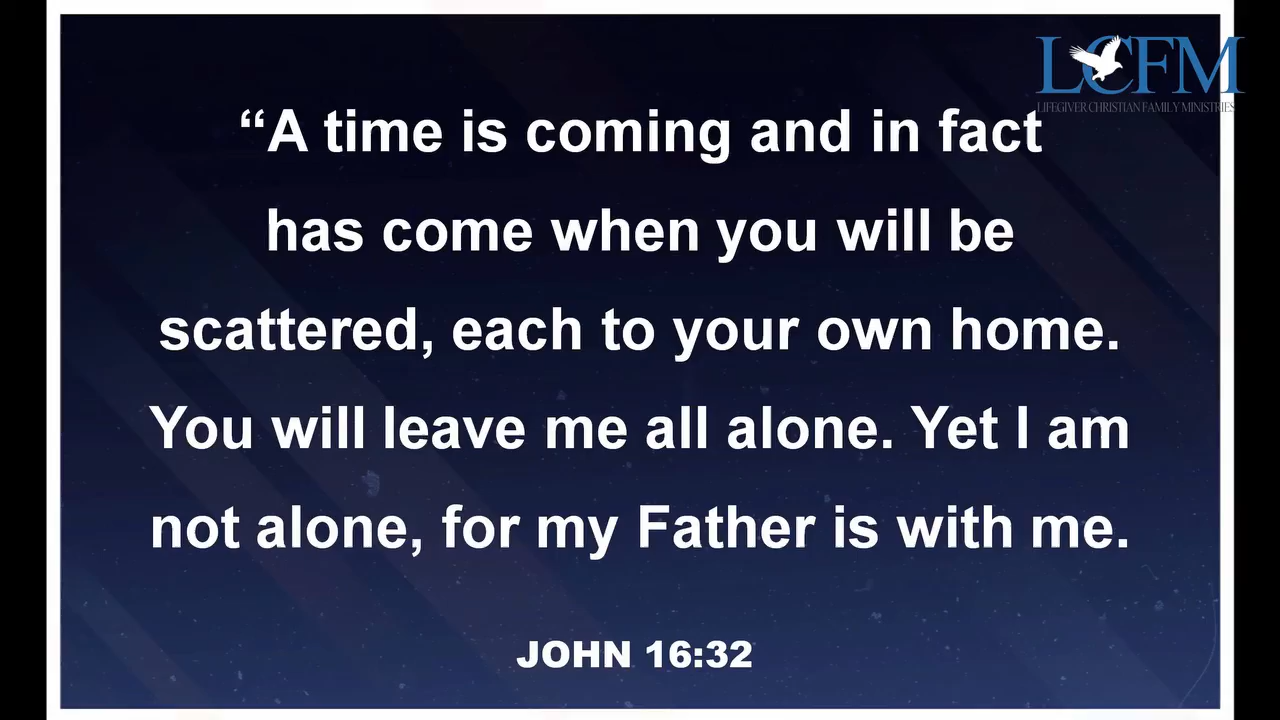 LCFM
LIFEGIVER CHRISTIAN FAMILY MINISTRIES
“A time is coming and in fact
has come when you will be
scattered, each to your own home.
You will leave me all alone. Yet I am
not alone, for my Father is with me.
JOHN 16:32